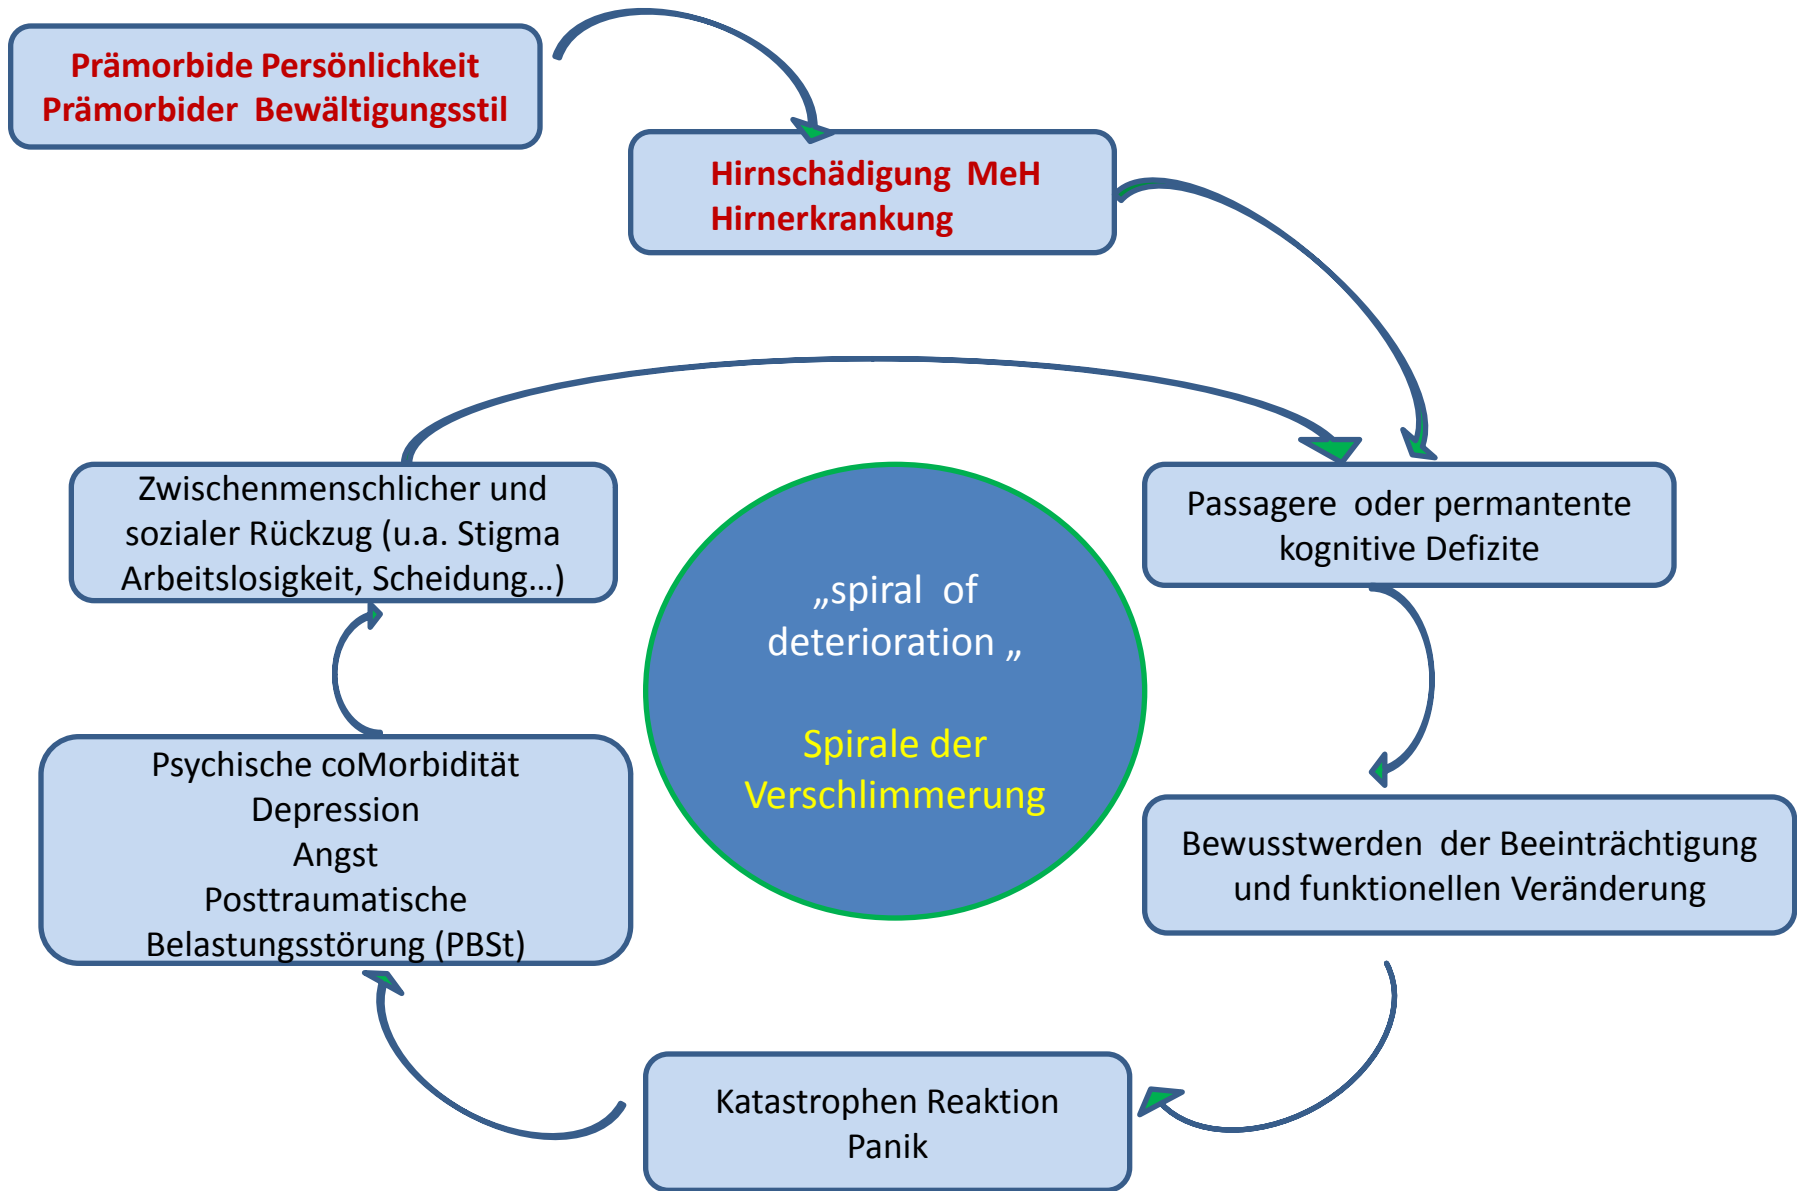 Prämorbide Persönlichkeit
Prämorbider Bewältigungsstil
Hirnschädigung MeH
Hirnerkrankung
Zwischenmenschlicher und
sozialer Rückzug (u.a. Stigma
Arbeitslosigkeit, Scheidung...)
Passagere oder permantente
kognitive Defizite
„spiral of
deterioration „
Spirale der
Verschlimmerung
Psychische coMorbidität
Depression
Angst
Posttraumatische
Belastungsstörung (PBSt)
Bewusstwerden der Beeinträchtigung
und funktionellen Veränderung
Katastrophen Reaktion
Panik